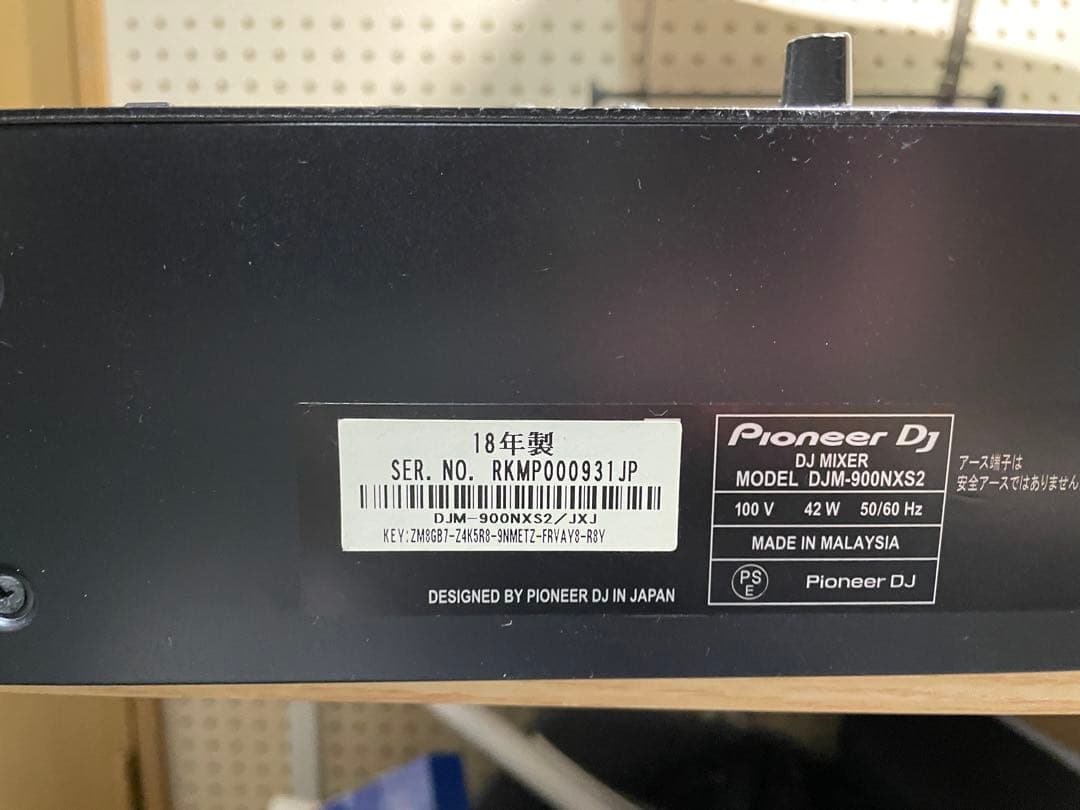 18年製
SER. NO. RKMP000931JP
DJM-900NXS2/JXJ
KEY:ZM8GB7-Z4K5R8-9NMETZ-FRVAY8-R8Y
DESIGNED BY PIONEER DJ IN JAPAN
Pioneer Dj
DJ MIXER
MODEL DJM-900NXS2
100 V 42 W 50/60 Hz
MADE IN MALAYSIA
PS E Pioneer DJ
アース端子は
安全アースではありません